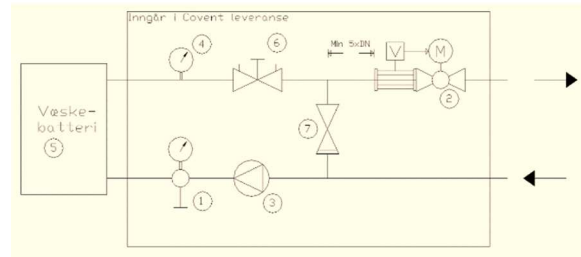 Inngår i Covent leveranse
4
6
Min 5xDN
V
M
2
Væske-
batteri
5
7
1
3